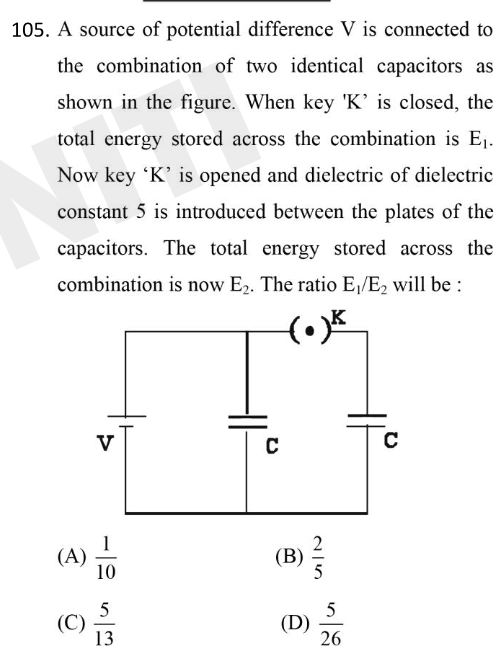 105. A source of potential difference V is connected to
the combination of two identical capacitors as
shown in the figure. When key 'K' is closed, the
total energy stored across the combination is E₁.
Now key ‘K’ is opened and dielectric of dielectric
constant 5 is introduced between the plates of the
capacitors. The total energy stored across the
combination is now E₂. The ratio E₁/E₂ will be :
(•) K
V C C
(A) 1/10 (B) 2/5
(C) 5/13 (D) 5/26
NITI